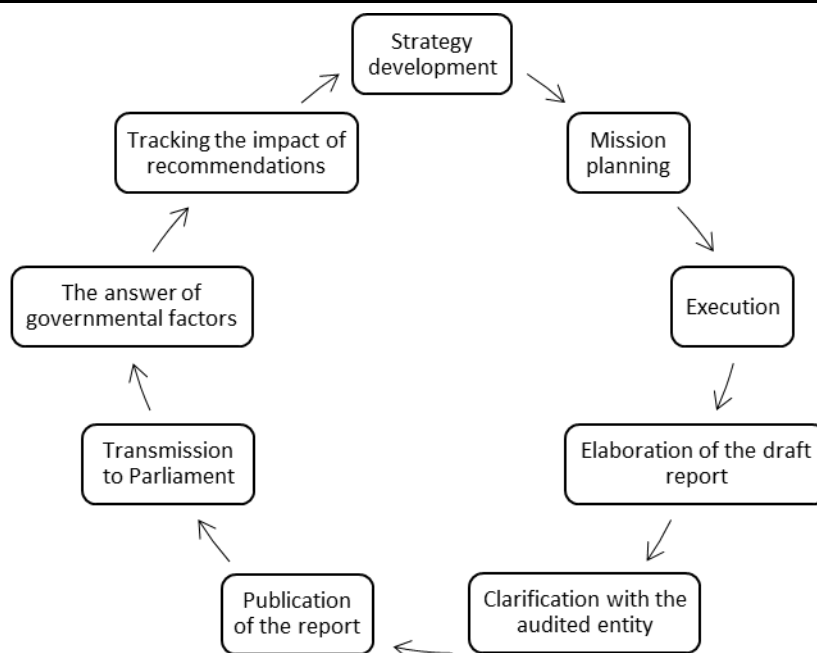 Strategy
development
Mission
planning
Execution
Elaboration of the draft
report
Clarification with the
audited entity
Publication
of the report
Transmission
to Parliament
The answer of
governmental factors
Tracking the impact of
recommendations